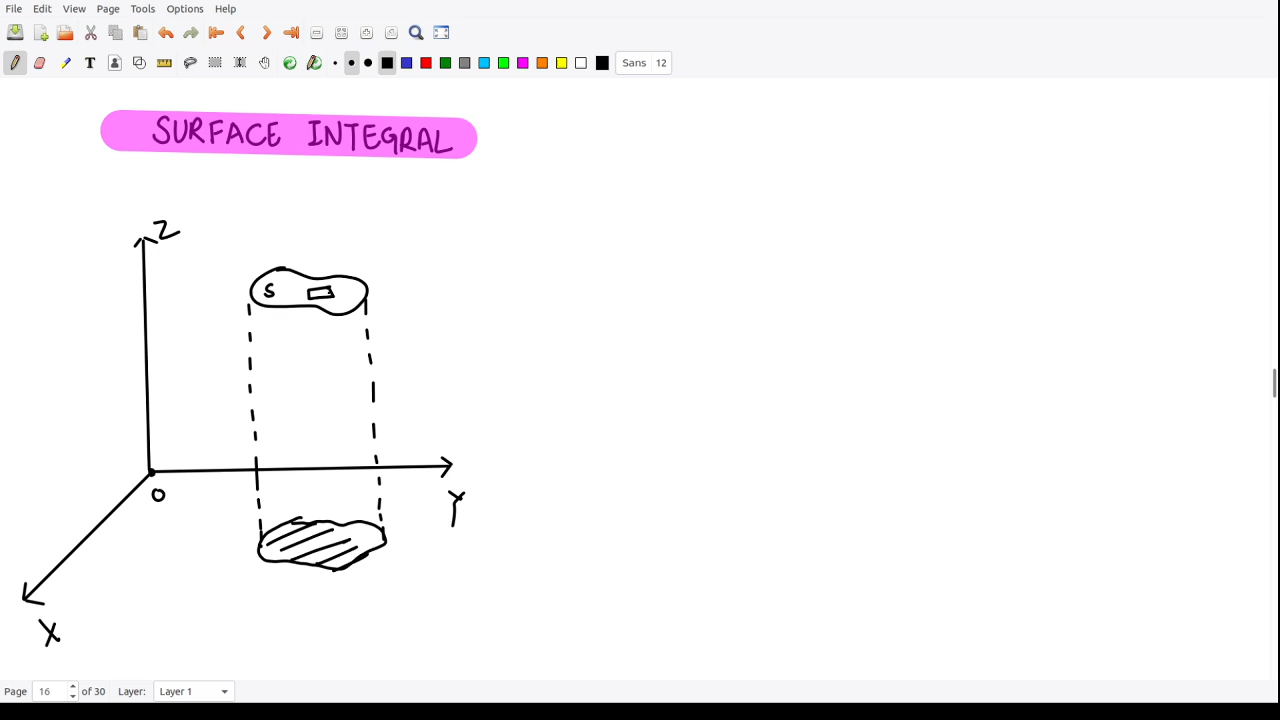 File Edit View Page Tools Options Help
T Sans 12
SURFACE INTEGRAL
Z
S
O
Y
X
Page 16 of 30 Layer: Layer 1